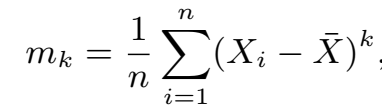 m_k = \frac{1}{n} \sum_{i=1}^{n} (X_i - \bar{X})^k,